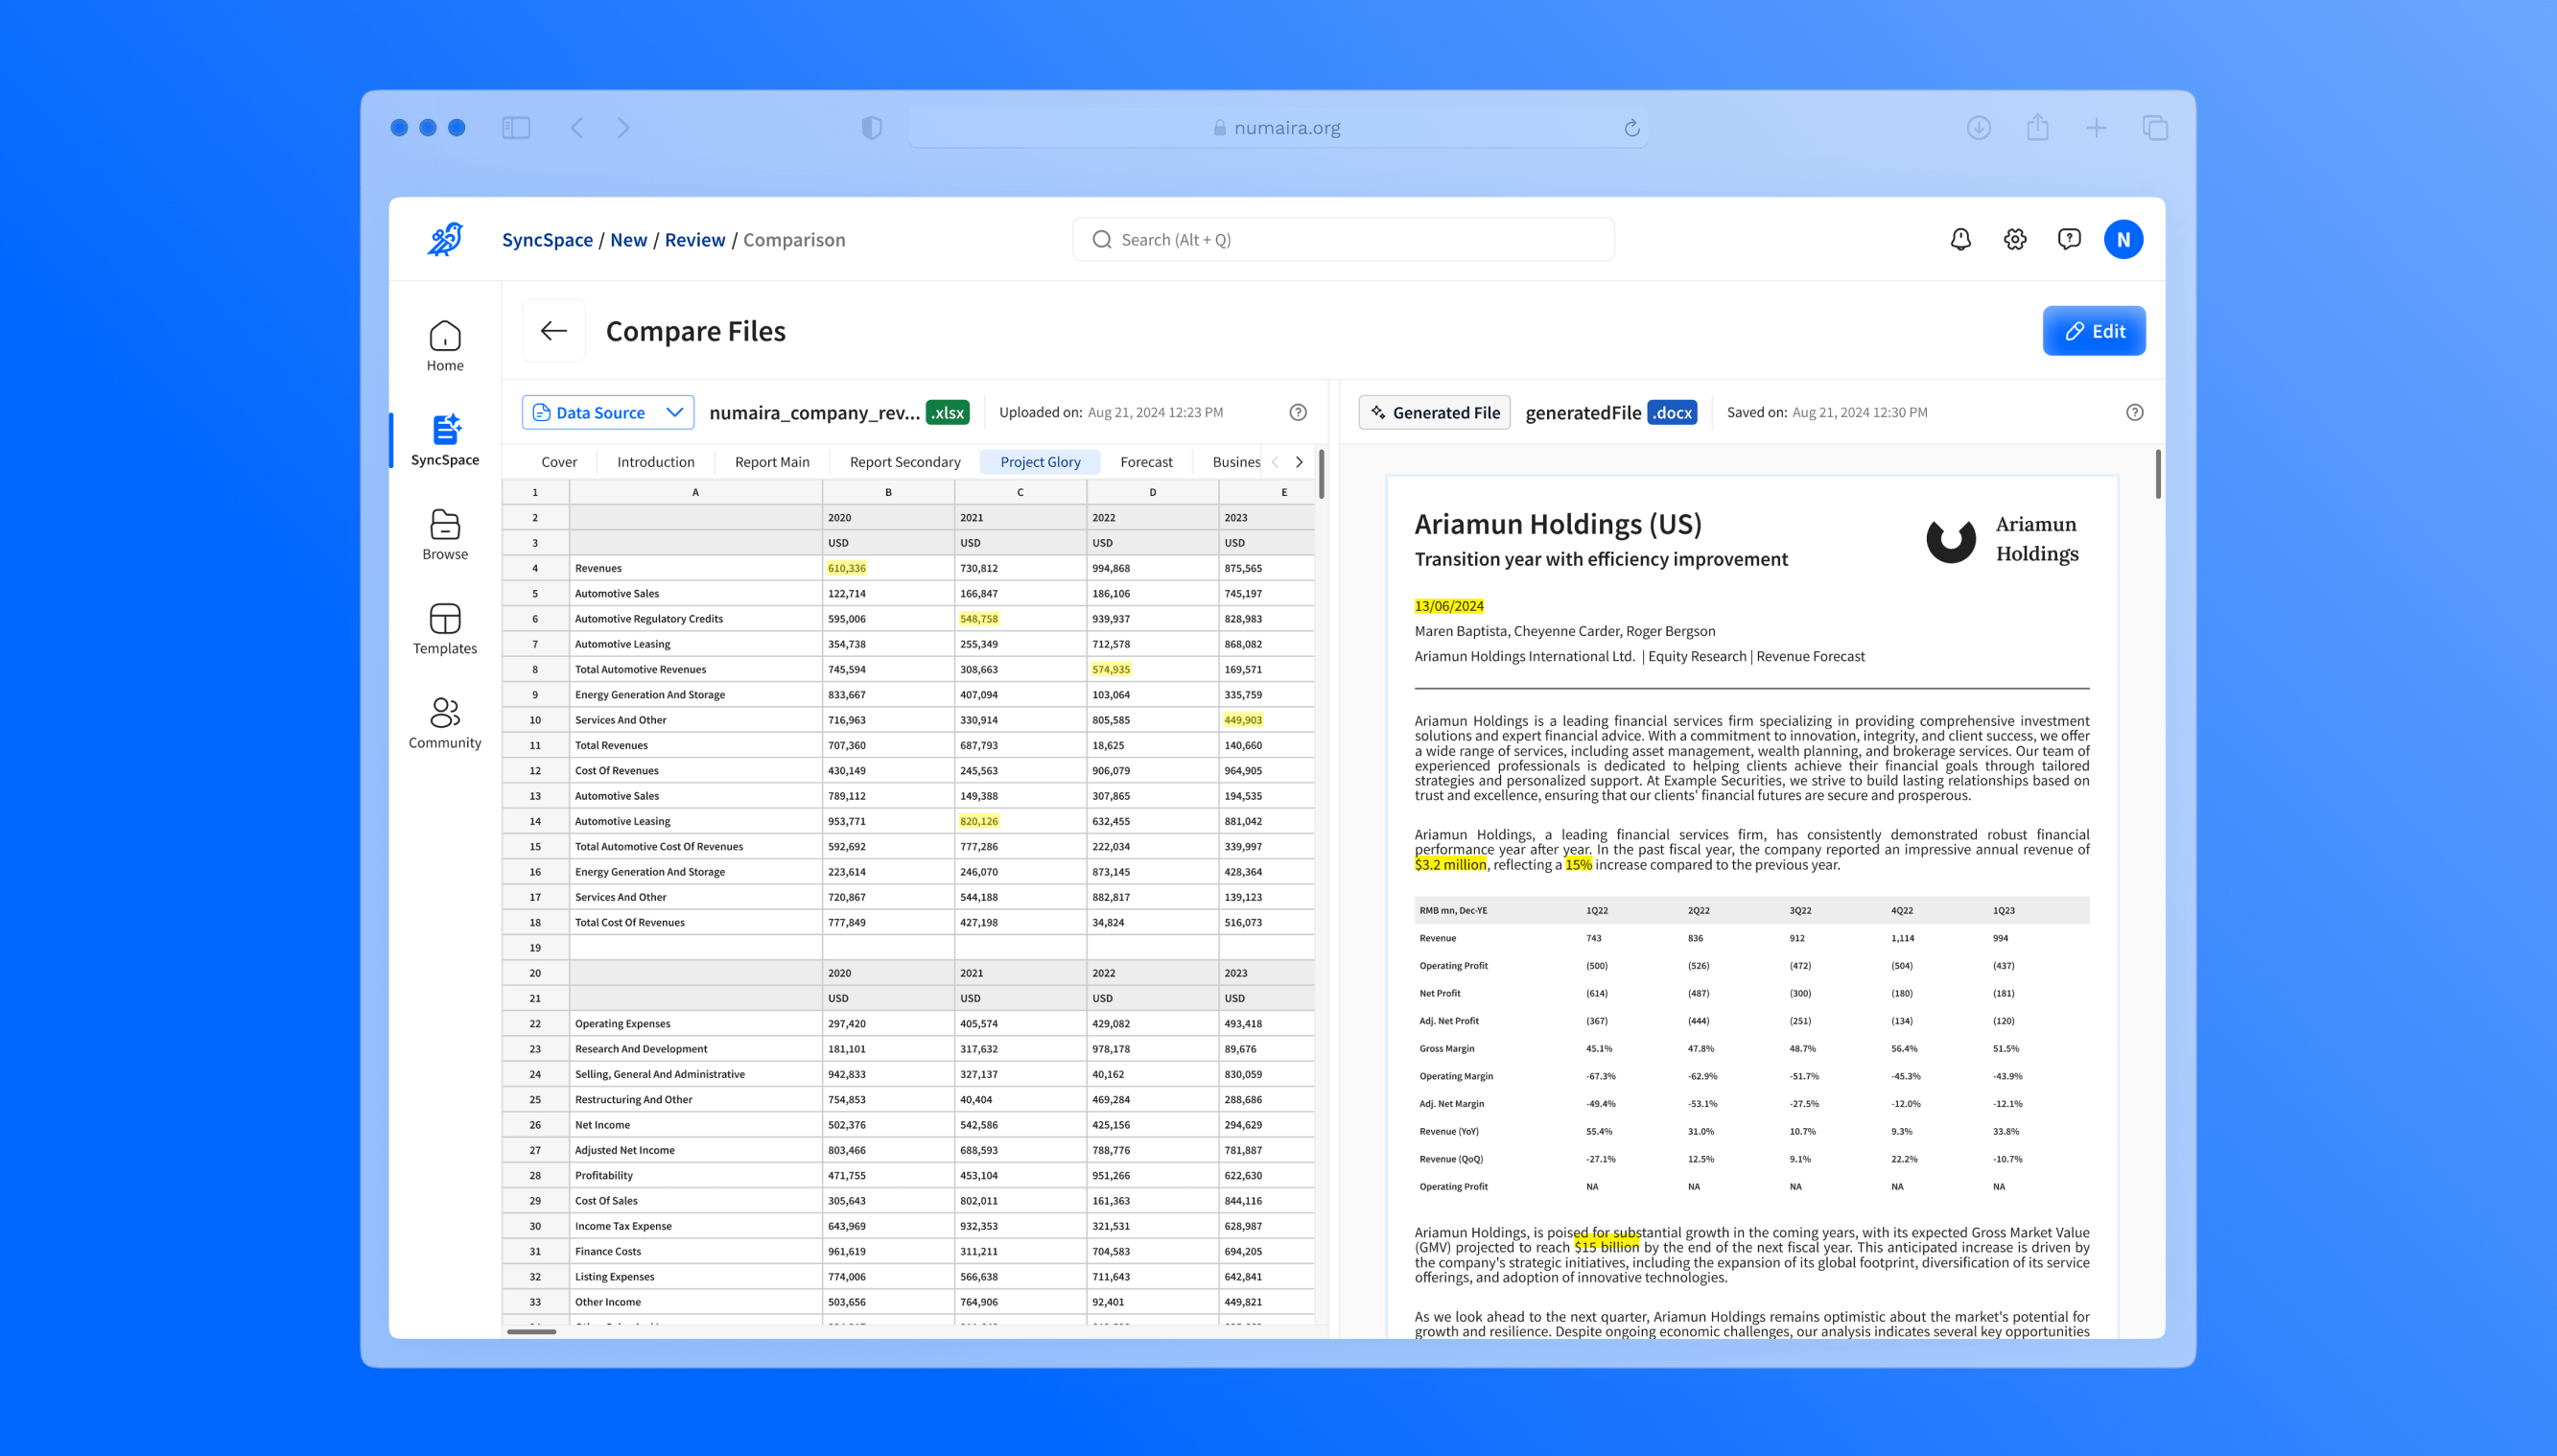 numaira.org
SyncSpace / New / Review / Comparison
Search (Alt + Q)
N
Home
SyncSpace
Browse
Templates
Community
Compare Files
Edit
Data Source numaira_company_rev... .xlsx Uploaded on: Aug 21, 2024 12:23 PM
Cover Introduction Report Main Report Secondary Project Glory Forecast Busines
1 A B C D E
2 2020 2021 2022 2023
3 USD USD USD USD
4 Revenues 610,336 730,812 994,868 875,565
5 Automotive Sales 122,714 166,847 186,106 745,197
6 Automotive Regulatory Credits 595,006 548,758 939,937 828,983
7 Automotive Leasing 354,738 255,349 712,578 868,082
8 Total Automotive Revenues 745,594 308,663 574,935 169,571
9 Energy Generation And Storage 833,667 407,094 103,064 335,759
10 Services And Other 716,963 330,914 805,585 449,903
11 Total Revenues 707,360 687,793 18,625 140,660
12 Cost Of Revenues 430,149 245,563 906,079 964,905
13 Automotive Sales 789,112 149,388 307,865 194,535
14 Automotive Leasing 953,771 820,126 632,455 881,042
15 Total Automotive Cost Of Revenues 592,692 777,286 222,034 339,997
16 Energy Generation And Storage 223,614 246,070 873,145 428,364
17 Services And Other 720,867 544,188 882,817 139,123
18 Total Cost Of Revenues 777,849 427,198 34,824 516,073
19
20 2020 2021 2022 2023
21 USD USD USD USD
22 Operating Expenses 297,420 405,574 429,082 493,418
23 Research And Development 181,101 317,632 978,178 89,676
24 Selling, General And Administrative 942,833 327,137 40,162 830,059
25 Restructuring And Other 754,853 40,404 469,284 288,686
26 Net Income 502,376 542,586 425,156 294,629
27 Adjusted Net Income 803,466 688,593 788,776 781,887
28 Profitability 471,755 453,104 951,266 622,630
29 Cost Of Sales 305,643 802,011 161,363 844,116
30 Income Tax Expense 643,969 932,353 321,531 628,987
31 Finance Costs 961,619 311,211 704,583 694,205
32 Listing Expenses 774,006 566,638 711,643 642,841
33 Other Income 503,656 764,906 92,401 449,821
Generated File generatedFile .docx Saved on: Aug 21, 2024 12:30 PM
Ariamun Holdings (US)
Transition year with efficiency improvement
Ariamun
Holdings
13/06/2024
Maren Baptista, Cheyenne Carder, Roger Bergson
Ariamun Holdings International Ltd. | Equity Research | Revenue Forecast
Ariamun Holdings is a leading financial services firm specializing in providing comprehensive investment
solutions and expert financial advice. With a commitment to innovation, integrity, and client success, we offer
a wide range of services, including asset management, wealth planning, and brokerage services. Our team of
experienced professionals is dedicated to helping clients achieve their financial goals through tailored
strategies and personalized support. At Example Securities, we strive to build lasting relationships based on
trust and excellence, ensuring that our clients' financial futures are secure and prosperous.
Ariamun Holdings, a leading financial services firm, has consistently demonstrated robust financial
performance year after year. In the past fiscal year, the company reported an impressive annual revenue of
$3.2 million, reflecting a 15% increase compared to the previous year.
RMB mn, Dec-YE 1Q22 2Q22 3Q22 4Q22 1Q23
Revenue 743 836 912 1,114 994
Operating Profit (500) (526) (472) (504) (437)
Net Profit (614) (487) (300) (180) (181)
Adj. Net Profit (367) (444) (251) (134) (120)
Gross Margin 45.1% 47.8% 48.7% 56.4% 51.5%
Operating Margin -67.3% -62.9% -51.7% -45.3% -43.9%
Adj. Net Margin -49.4% -53.1% -27.5% -12.0% -12.1%
Revenue (YoY) 55.4% 31.0% 10.7% 9.3% 33.8%
Revenue (QoQ) -27.1% 12.5% 9.1% 22.2% -10.7%
Operating Profit NA NA NA NA NA
Ariamun Holdings, is poised for substantial growth in the coming years, with its expected Gross Market Value
(GMV) projected to reach $15 billion by the end of the next fiscal year. This anticipated increase is driven by
the company's strategic initiatives, including the expansion of its global footprint, diversification of its service
offerings, and adoption of innovative technologies.
As we look ahead to the next quarter, Ariamun Holdings remains optimistic about the market's potential for
growth and resilience. Despite ongoing economic challenges, our analysis indicates several key opportunities